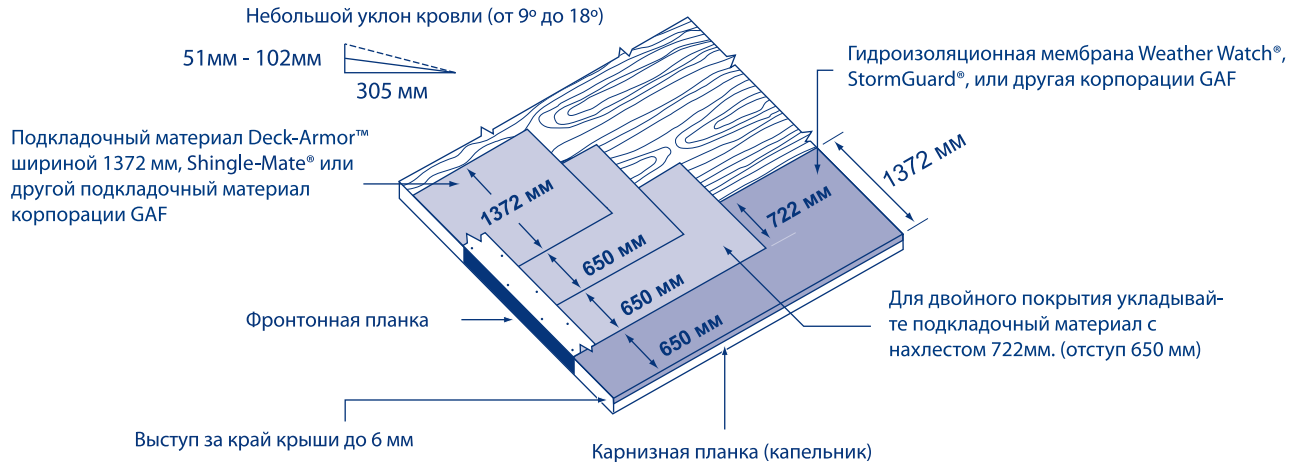 Небольшой уклон кровли (от 9º до 18º)
51мм - 102мм
305 мм
Гидроизоляционная мембрана Weather Watch®,
StormGuard®, или другая корпорации GAF
Подкладочный материал Deck-Armor™
шириной 1372 мм, Shingle-Mate® или
другой подкладочный материал
корпорации GAF
1372 мм
1372 мм
722 мм
650 мм
650 мм
650 мм
Фронтонная планка
Для двойного покрытия укладывай-
те подкладочный материал с
нахлестом 722мм. (отступ 650 мм)
Выступ за край крыши до 6 мм
Карнизная планка (капельник)